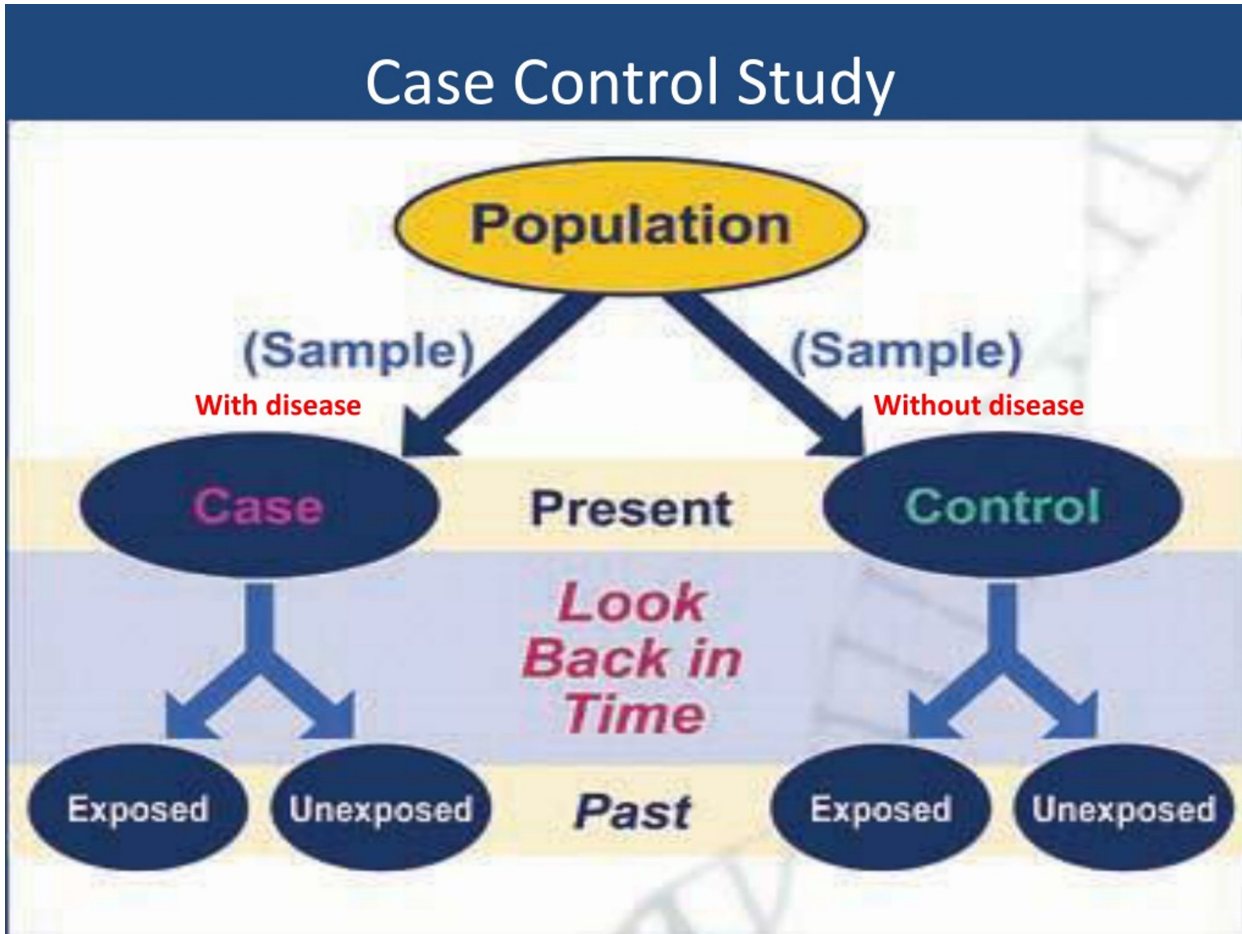 Case Control Study
Population
(Sample)
(Sample)
With disease
Without disease
Case
Present
Control
Look
Back in
Time
Exposed
Unexposed
Past
Exposed
Unexposed